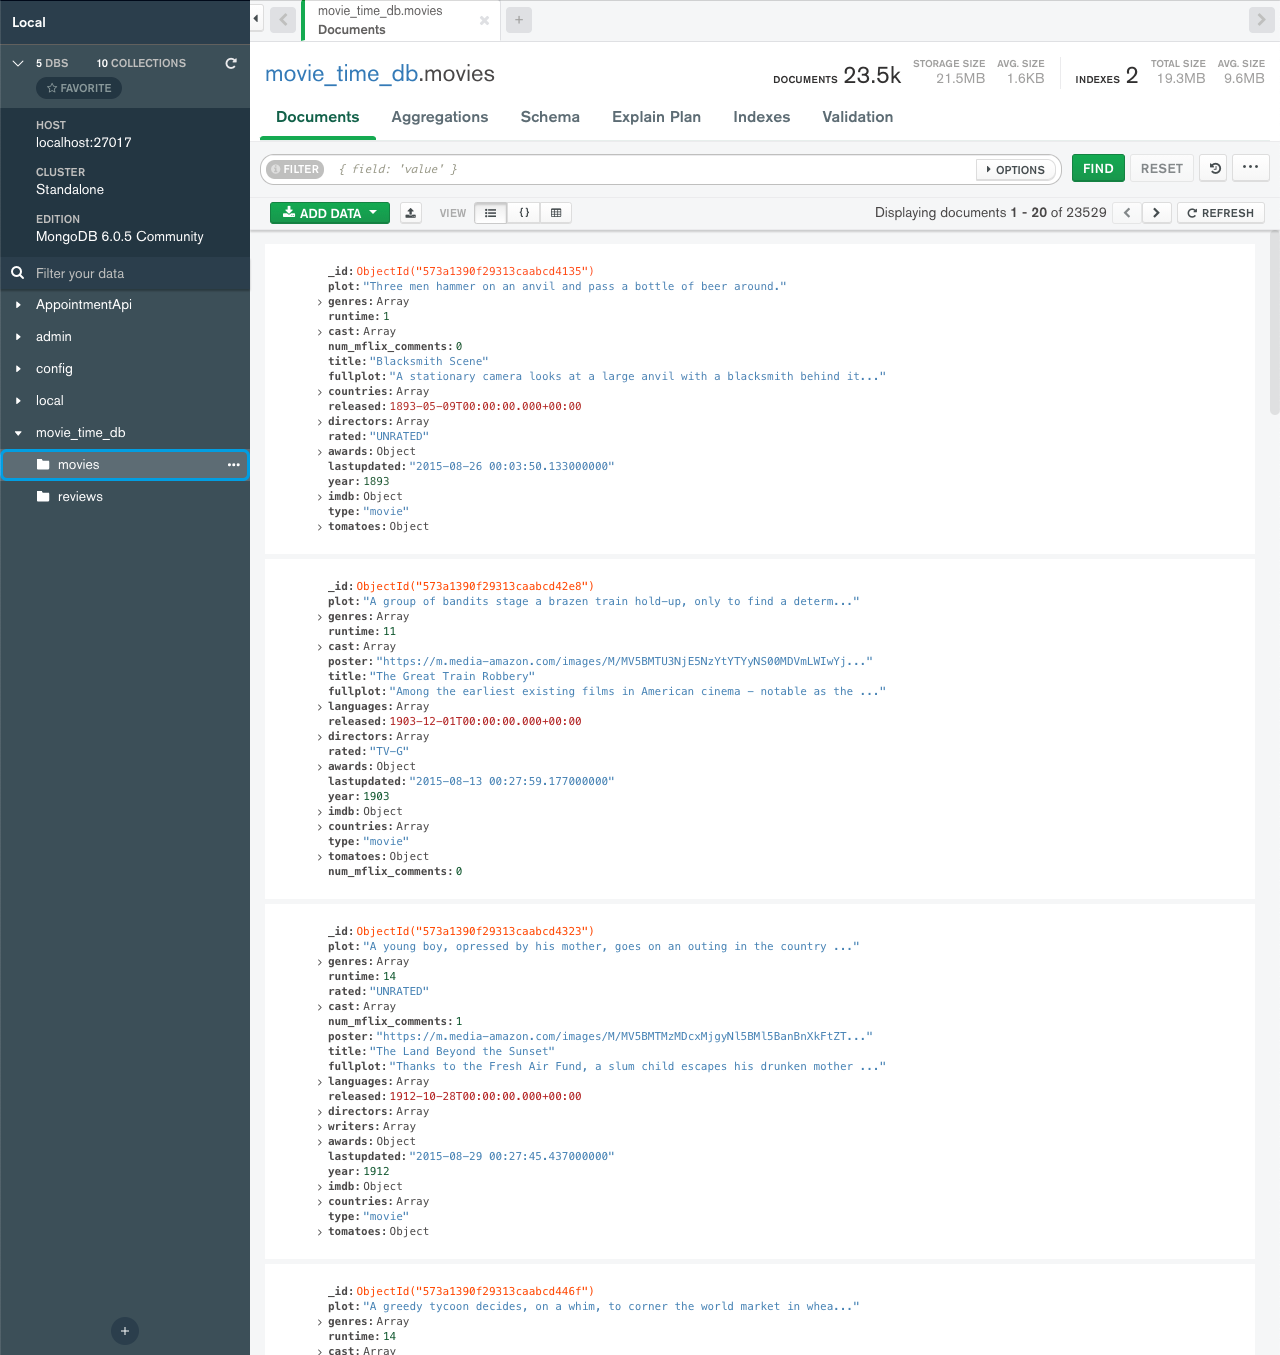 Local
5 DBS 10 COLLECTIONS
FAVORITE
HOST
localhost:27017
CLUSTER
Standalone
EDITION
MongoDB 6.0.5 Community
Filter your data
AppointmentApi
admin
config
local
movie_time_db
movies
reviews
movie_time_db.movies
Documents
movie_time_db.movies
DOCUMENTS 23.5k
STORAGE SIZE
21.5MB
AVG. SIZE
1.6KB
INDEXES 2
TOTAL SIZE
19.3MB
AVG. SIZE
9.6MB
Documents Aggregations Schema Explain Plan Indexes Validation
FILTER { field: 'value' } OPTIONS FIND RESET
ADD DATA VIEW {} Displaying documents 1 - 20 of 23529 REFRESH
_id: ObjectId("573a1390f29313caabcd4135")
plot: "Three men hammer on an anvil and pass a bottle of beer around."
genres: Array
runtime: 1
cast: Array
num_mflix_comments: 0
title: "Blacksmith Scene"
fullplot: "A stationary camera looks at a large anvil with a blacksmith behind it..."
countries: Array
released: 1893-05-09T00:00:00.000+00:00
directors: Array
rated: "UNRATED"
awards: Object
lastupdated: "2015-08-26 00:03:50.133000000"
year: 1893
imdb: Object
type: "movie"
tomatoes: Object
_id: ObjectId("573a1390f29313caabcd42e8")
plot: "A group of bandits stage a brazen train hold-up, only to find a determ..."
genres: Array
runtime: 11
cast: Array
poster: "https://m.media-amazon.com/images/M/MV5BMTU3NjE5NzYtYTYyNS00MDVmLWIwYj..."
title: "The Great Train Robbery"
fullplot: "Among the earliest existing films in American cinema - notable as the ..."
languages: Array
released: 1903-12-01T00:00:00.000+00:00
directors: Array
rated: "TV-G"
awards: Object
lastupdated: "2015-08-13 00:27:59.177000000"
year: 1903
imdb: Object
countries: Array
type: "movie"
tomatoes: Object
num_mflix_comments: 0
_id: ObjectId("573a1390f29313caabcd4323")
plot: "A young boy, opressed by his mother, goes on an outing in the country ..."
genres: Array
runtime: 14
rated: "UNRATED"
cast: Array
num_mflix_comments: 1
poster: "https://m.media-amazon.com/images/M/MV5BMTMzMDcxMjgyNl5BMl5BanBnXkFtZT..."
title: "The Land Beyond the Sunset"
fullplot: "Thanks to the Fresh Air Fund, a slum child escapes his drunken mother ..."
languages: Array
released: 1912-10-28T00:00:00.000+00:00
directors: Array
writers: Array
awards: Object
lastupdated: "2015-08-29 00:27:45.437000000"
year: 1912
imdb: Object
countries: Array
type: "movie"
tomatoes: Object
_id: ObjectId("573a1390f29313caabcd446f")
plot: "A greedy tycoon decides, on a whim, to corner the world market in whea..."
genres: Array
runtime: 14
cast: Array